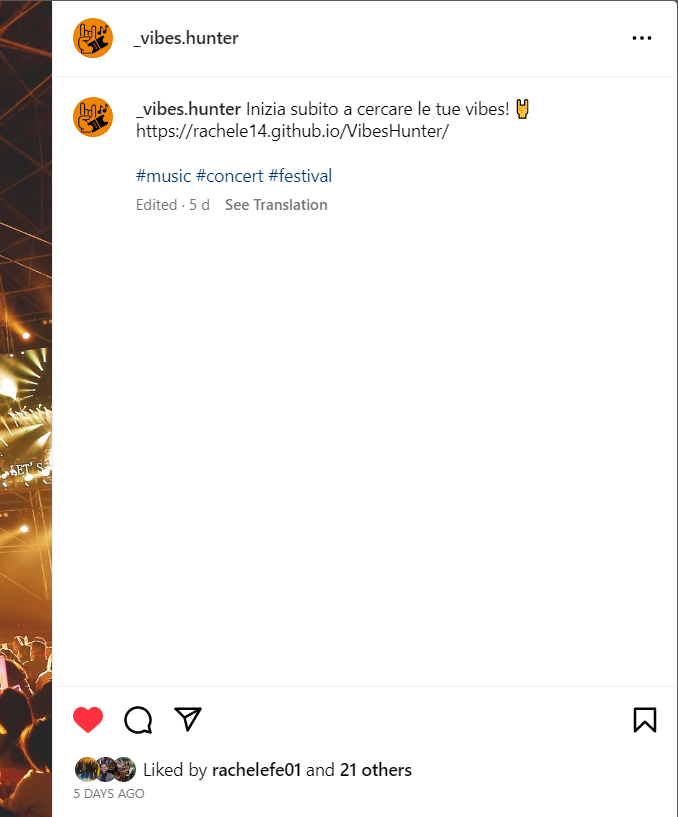 _vibes.hunter
_vibes.hunter Inizia subito a cercare le tue vibes! 🤘
https://rachele14.github.io/VibesHunter/
#music #concert #festival
Edited · 5 d See Translation
LET'S
Liked by rachelefe01 and 21 others
5 DAYS AGO